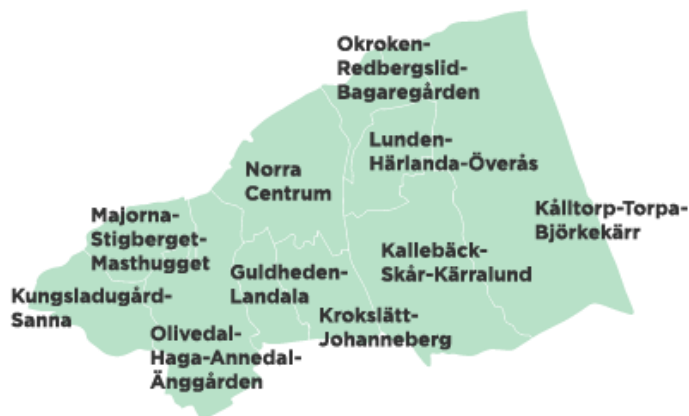 Okroken-
Redbergslid-
Bagaregården
Lunden-
Härlanda-Överås
Norra
Centrum
Kålltorp-Torpa-
Björkekärr
Majorna-
Stigberget-
Masthugget
Kallebäck-
Skår-Kärralund
Guldheden-
Landala
Kungsladugård-
Sanna
Krokslätt-
Johanneberg
Olivedal-
Haga-Annedal-
Änggården